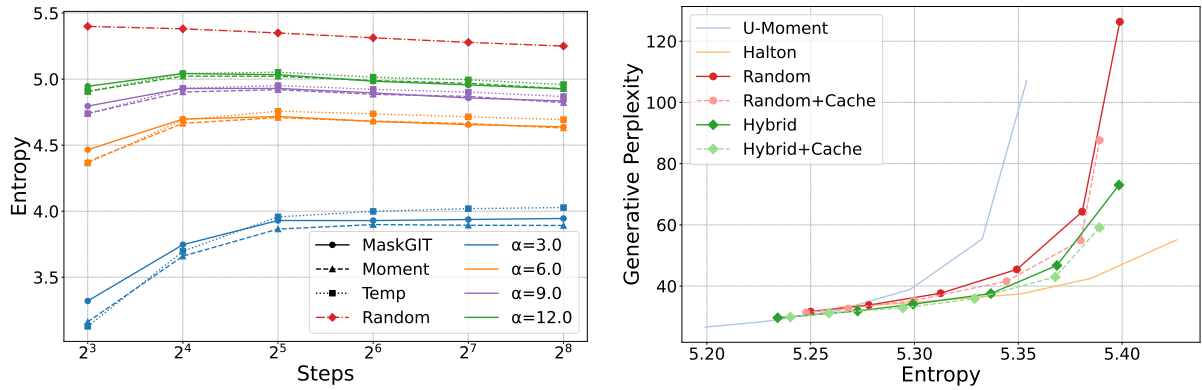 5.5
5.0
4.5
4.0
3.5
Entropy
2^3 2^4 2^5 2^6 2^7 2^8
Steps
MaskGIT
Moment
Temp
Random
α=3.0
α=6.0
α=9.0
α=12.0
120
100
80
60
40
Generative Perplexity
5.20 5.25 5.30 5.35 5.40
Entropy
U-Moment
Halton
Random
Random+Cache
Hybrid
Hybrid+Cache